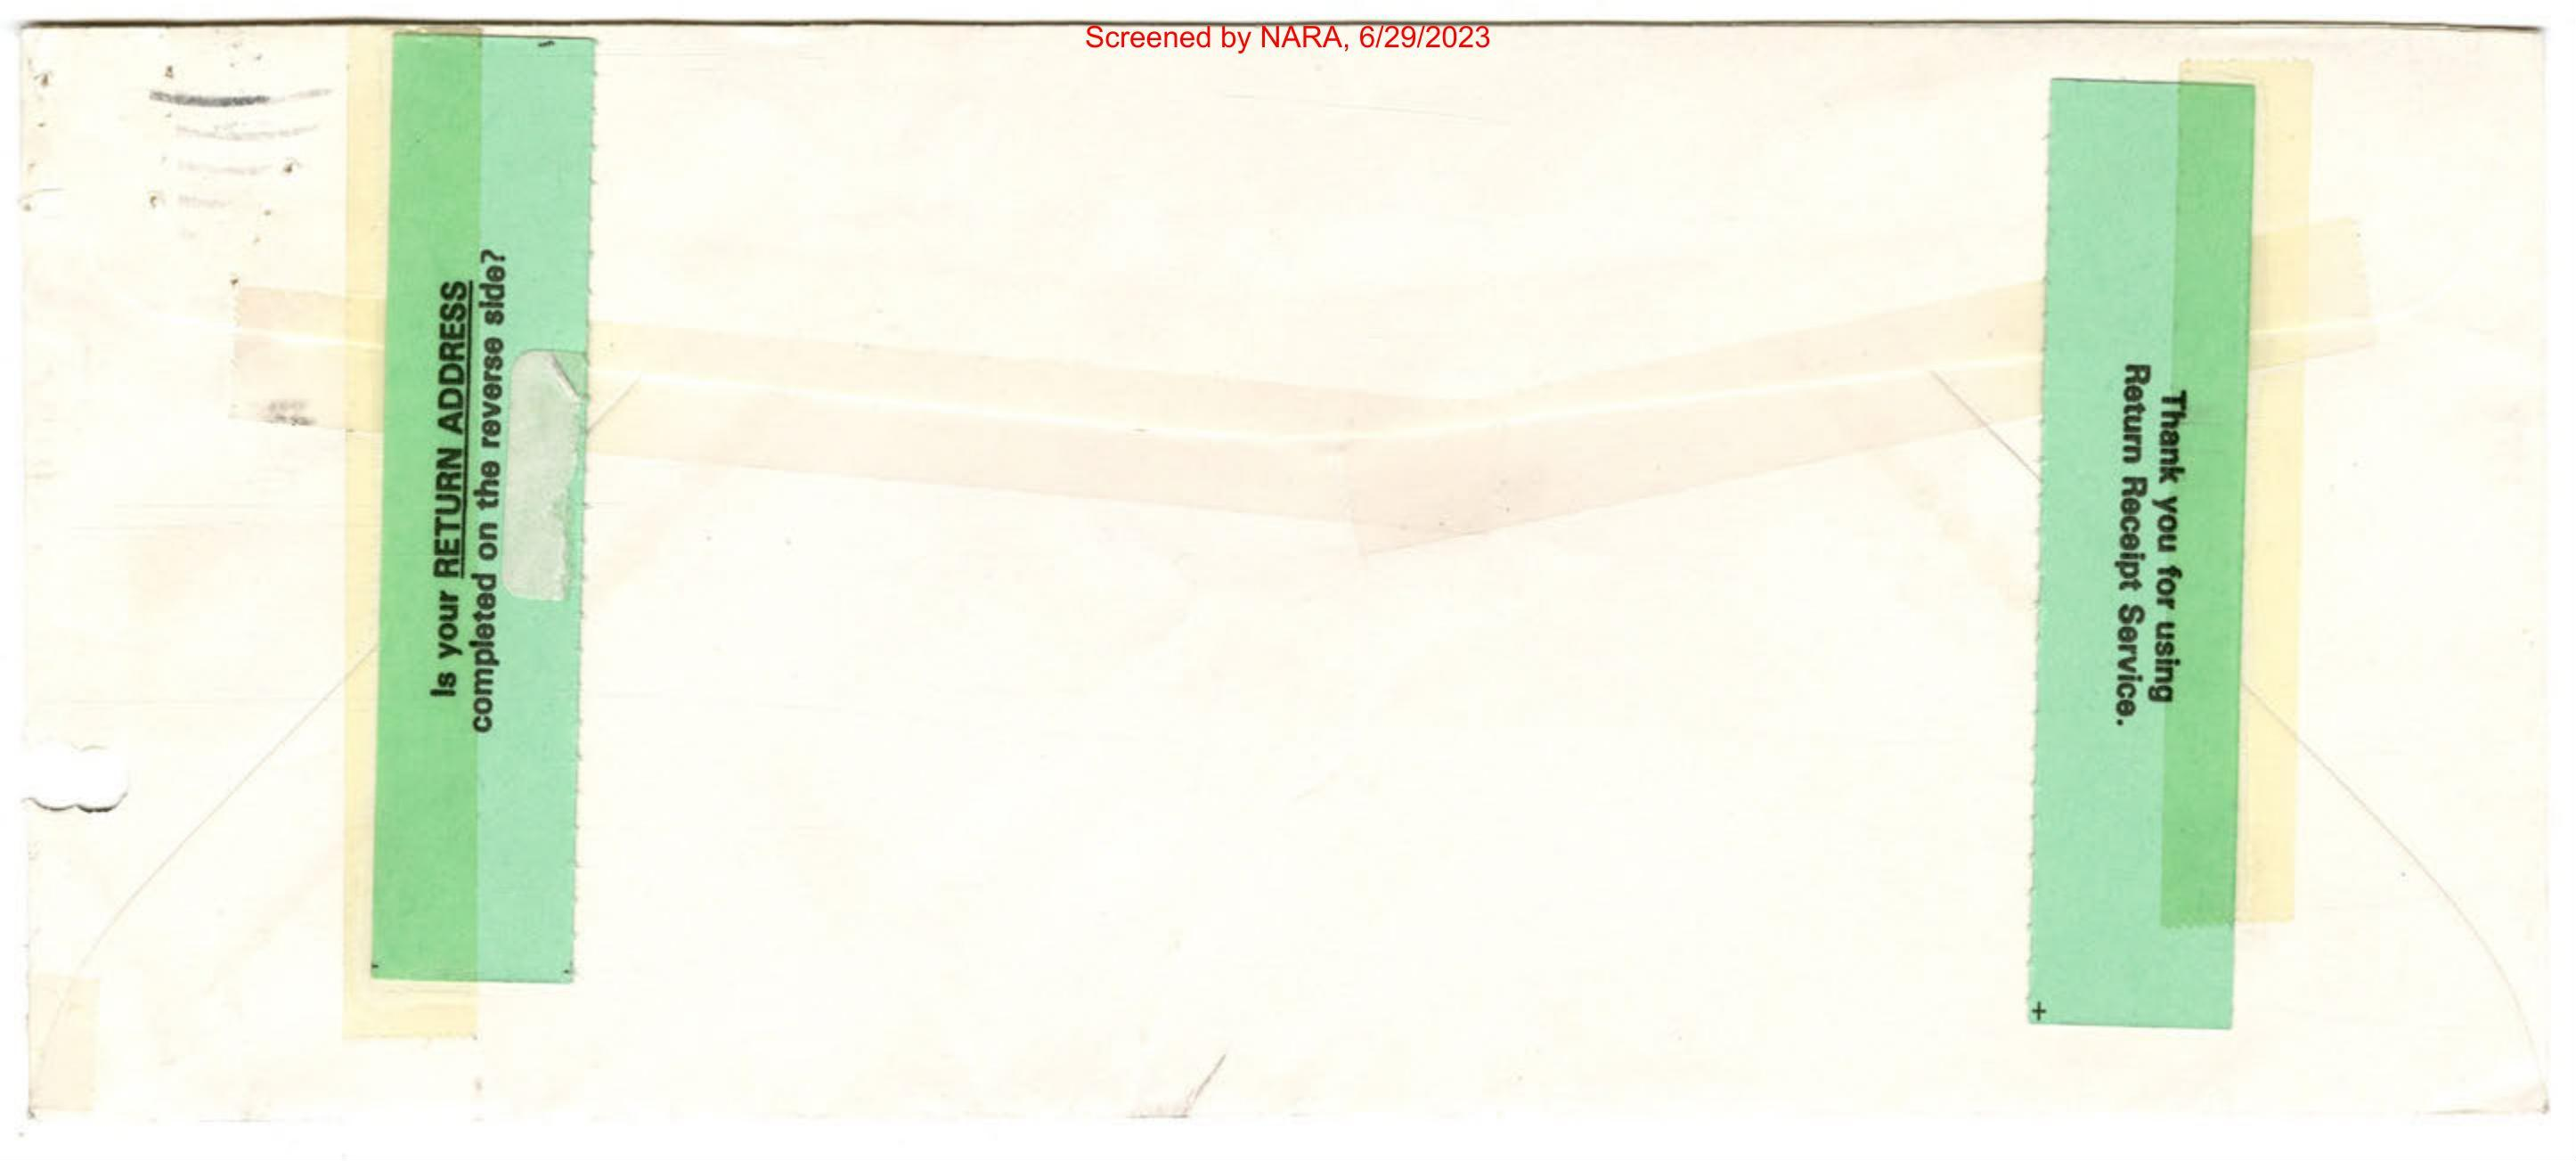 Screened by NARA, 6/29/2023
Is your RETURN ADDRESS
completed on the reverse side?
Thank you for using
Return Receipt Service.